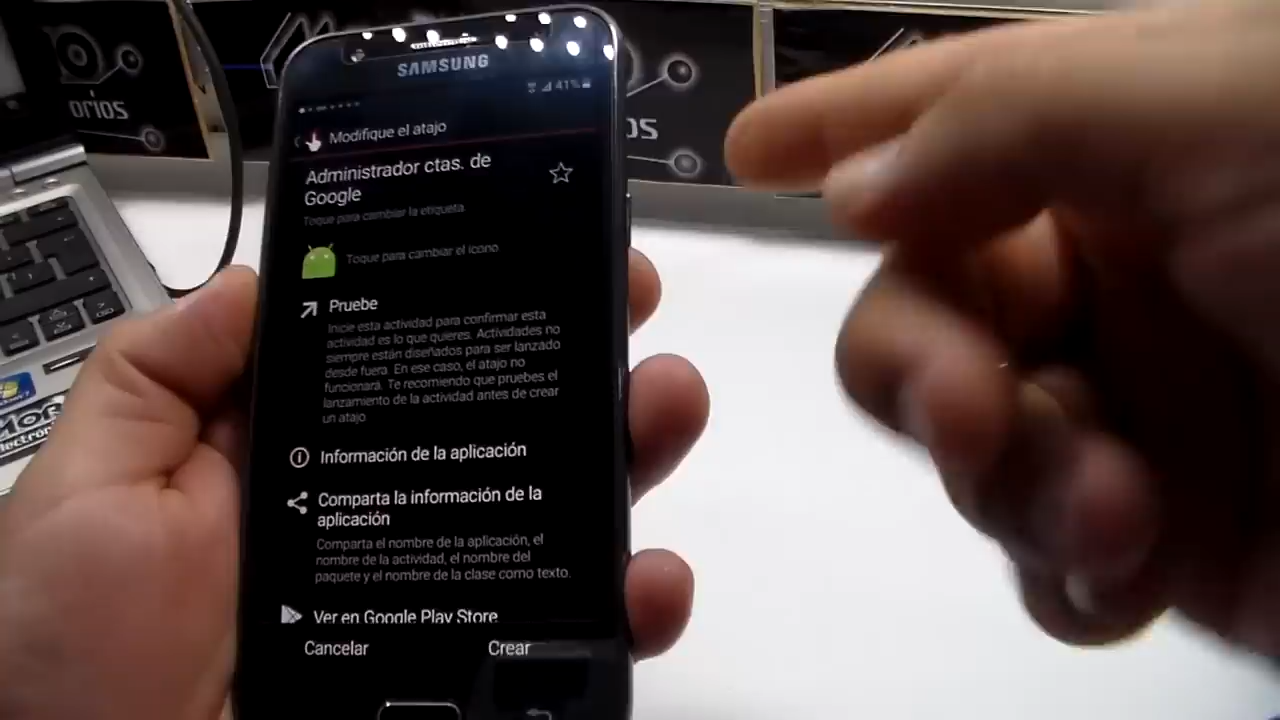 SAMSUNG
41%
Modifique el atajo
Administrador ctas. de
Google
Toque para cambiar la etiqueta.
Toque para cambiar el icono
Pruebe
Inicie esta actividad para confirmar esta
actividad es lo que quieres. Actividades no
siempre están diseñados para ser lanzado
desde fuera. En ese caso, el atajo no
funcionará. Te recomiendo que pruebes el
lanzamiento de la actividad antes de crear
un atajo
Información de la aplicación
Comparta la información de la
aplicación
Comparta el nombre de la aplicación, el
nombre de la actividad, el nombre del
paquete y el nombre de la clase como texto.
Ver en Google Play Store
Cancelar
Crear
orios
os